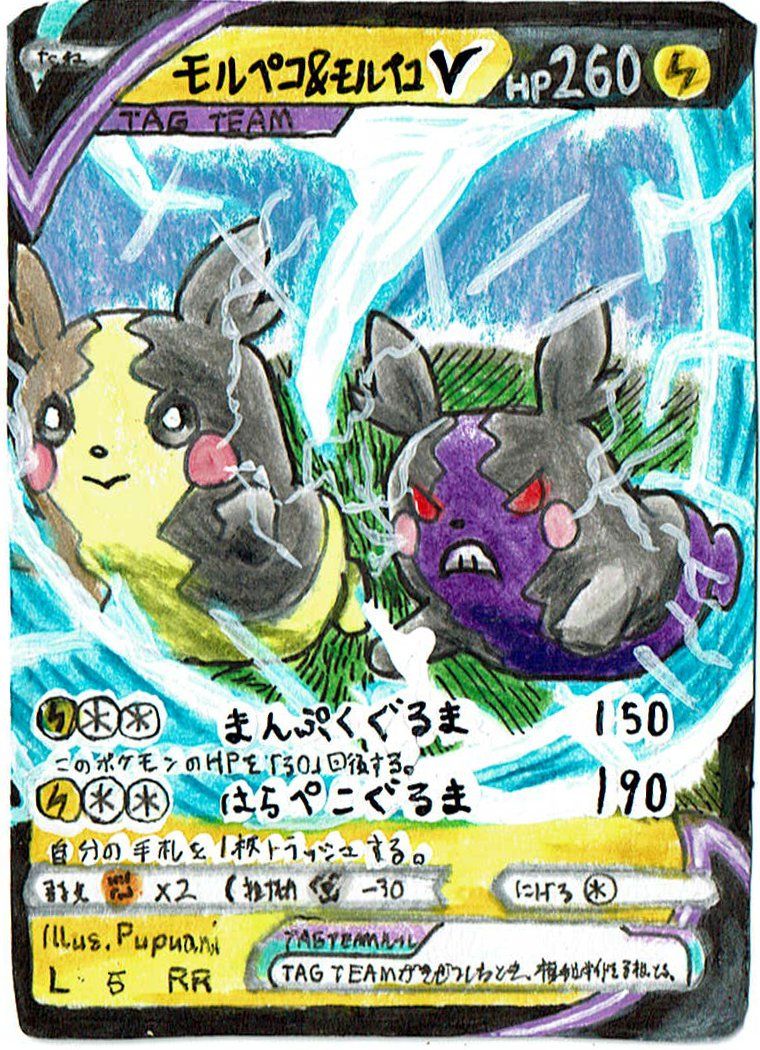 たね
モルペコ&モルペコV HP260
TAG TEAM
まんぷくぐるま 150
このポケモンのHPを
回復する。
はらぺこぐるま 190
自分の手札を1枚トラッシュする。
弱点 ×2 抵抗力 -30 にげる
Illus. Pupuani
TAGTEAMルール
L 5 RR
TAG TEAMがきぜつしたとき、相手はサイドを3枚とる。